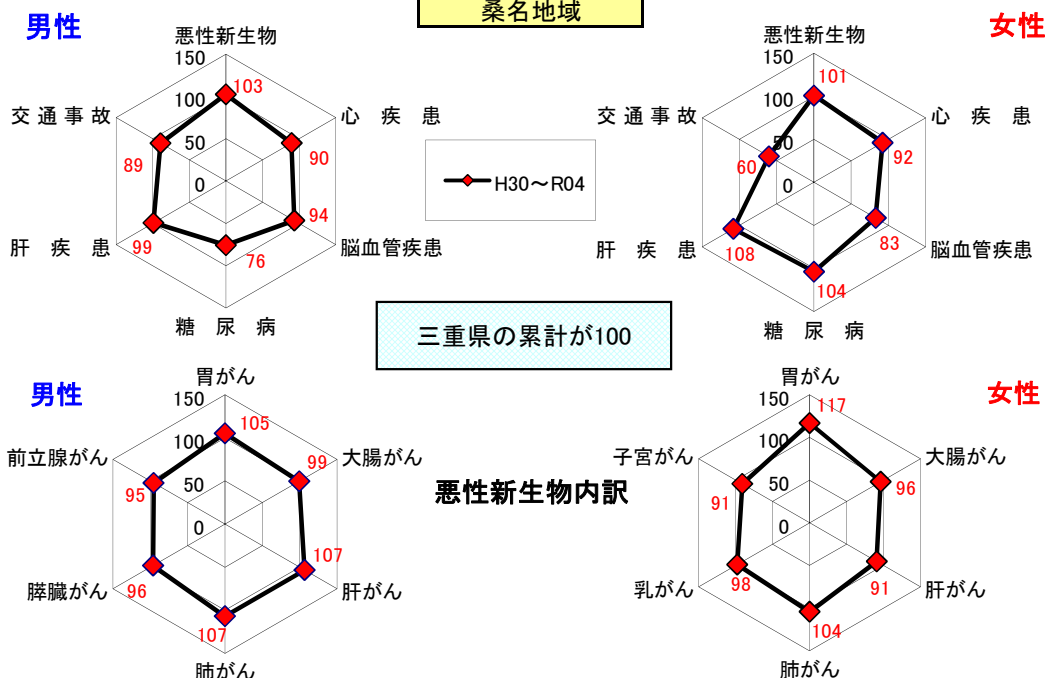 桑名地域
男性
女性
悪性新生物
150
100
50
0
103
心 疾 患
90
脳血管疾患
94
糖 尿 病
76
肝 疾 患
99
交 通 事 故
89
H30～R04
悪性新生物
150
100
50
0
101
心 疾 患
92
脳血管疾患
83
糖 尿 病
104
肝 疾 患
108
交 通 事 故
60
三重県の累計が100
男性
女性
悪性新生物内訳
胃がん
150
100
50
0
105
大腸がん
99
肝がん
107
肺がん
107
膵臓がん
96
前立腺がん
95
胃がん
150
100
50
0
117
大腸がん
96
肝がん
91
肺がん
104
乳がん
98
子宮がん
91